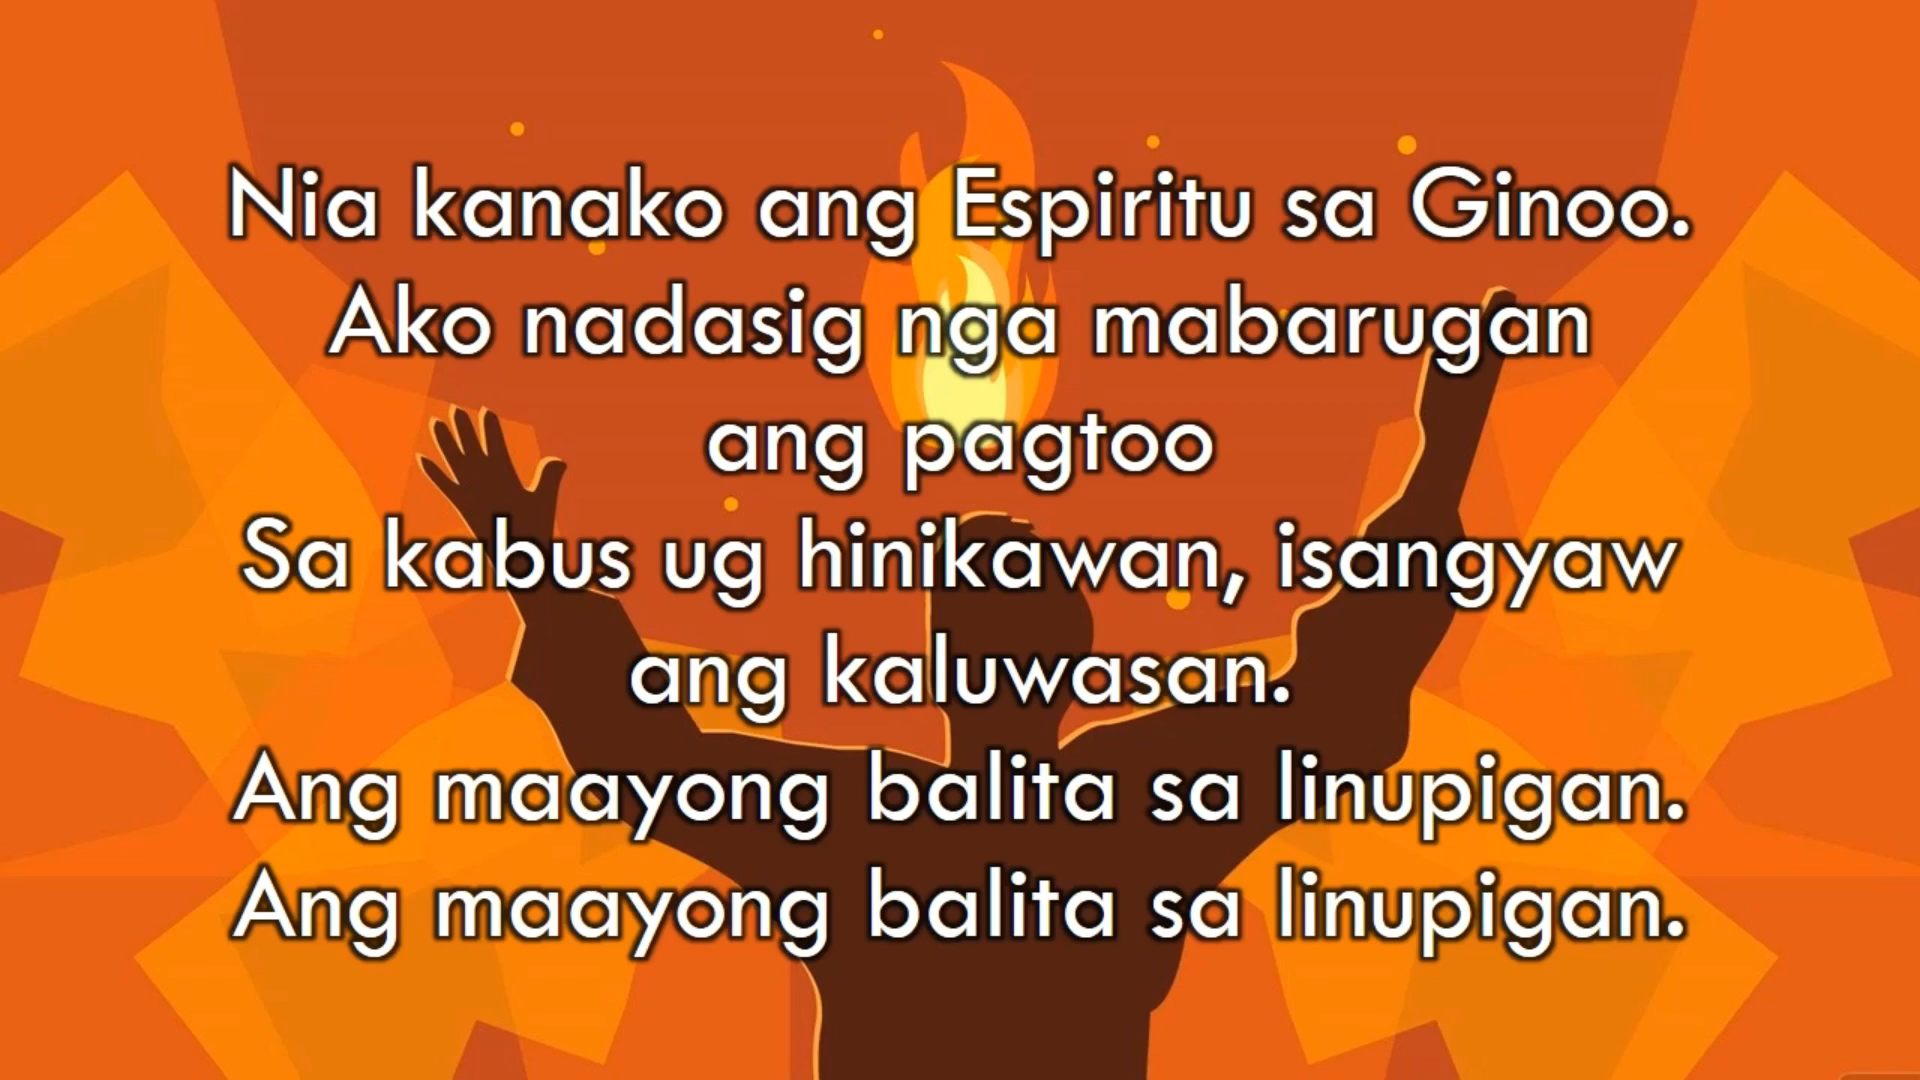 Nia kanako ang Espiritu sa Ginoo.
Ako nadasig nga mabarugan
ang pagtoo
Sa kabus ug hinikawan, isangyaw
ang kaluwasan.
Ang maayong balita sa linupigan.
Ang maayong balita sa linupigan.